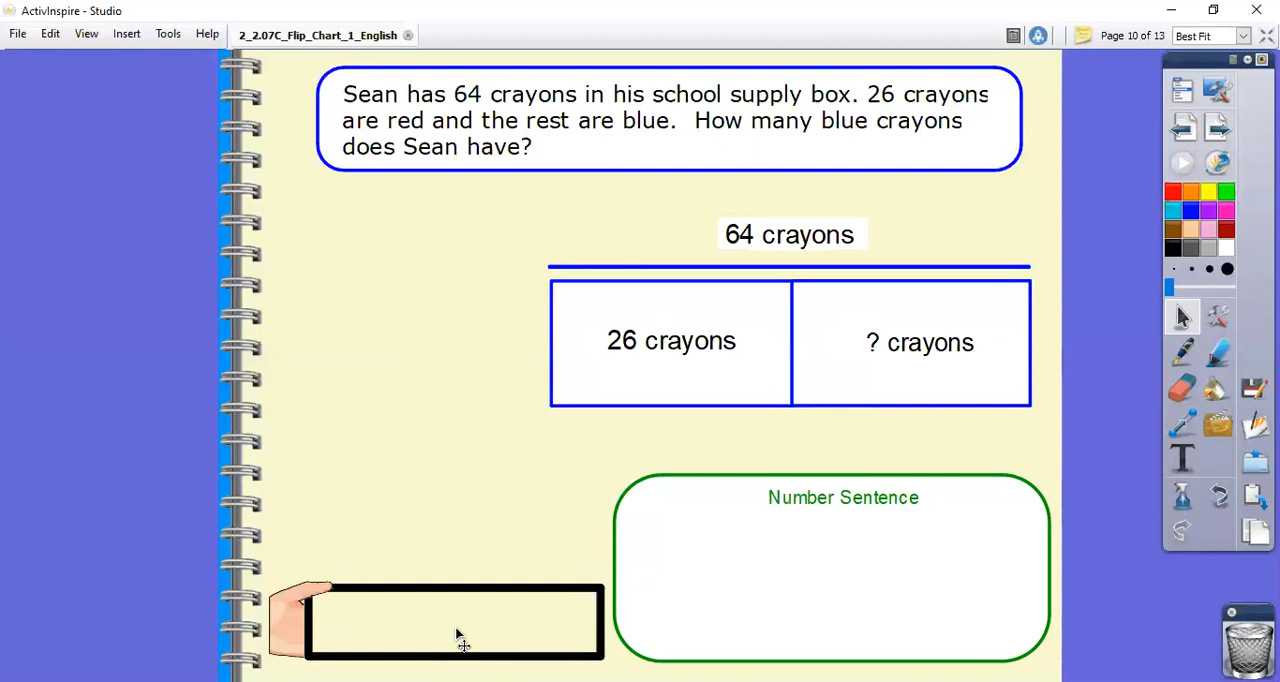 ActivInspire - Studio
File Edit View Insert Tools Help
2_2.07C_Flip_Chart_1_English
Page 10 of 13
Best Fit
Sean has 64 crayons in his school supply box. 26 crayons
are red and the rest are blue. How many blue crayons
does Sean have?
64 crayons
26 crayons
? crayons
Number Sentence
T